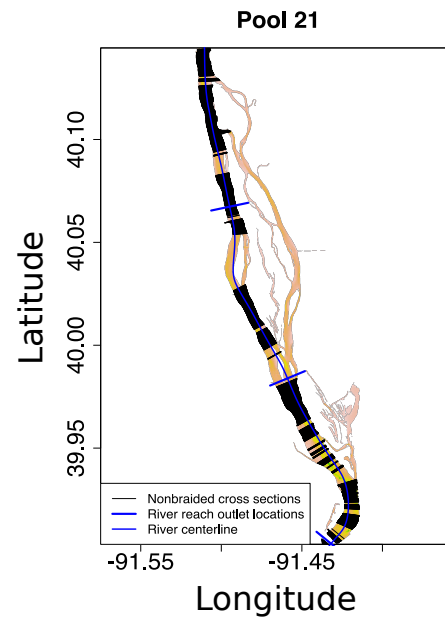 Pool 21
40.10
40.05
40.00
39.95
Latitude
Nonbraided cross sections
River reach outlet locations
River centerline
-91.55
-91.45
Longitude